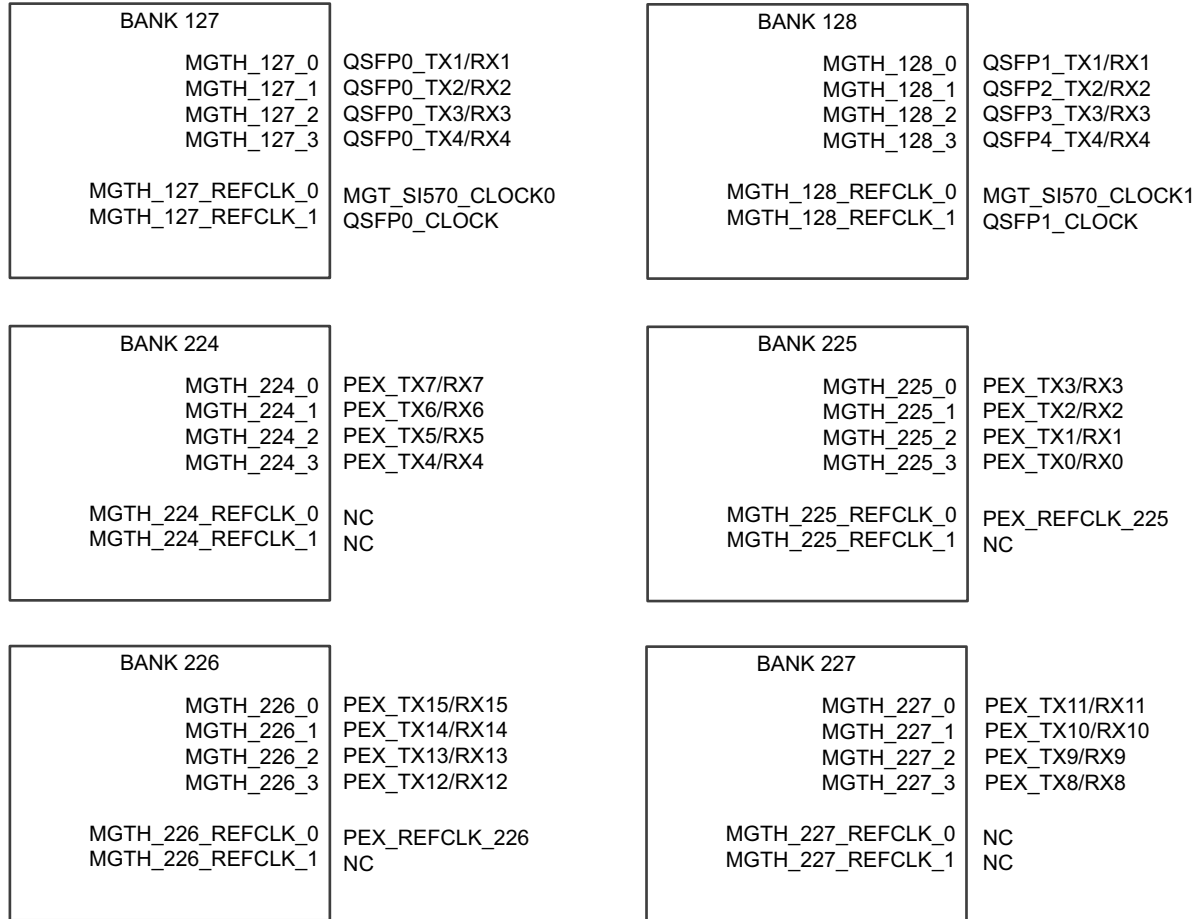 BANK 127
MGTH_127_0 QSFP0_TX1/RX1
MGTH_127_1 QSFP0_TX2/RX2
MGTH_127_2 QSFP0_TX3/RX3
MGTH_127_3 QSFP0_TX4/RX4
MGTH_127_REFCLK_0 MGT_SI570_CLOCK0
MGTH_127_REFCLK_1 QSFP0_CLOCK
BANK 128
MGTH_128_0 QSFP1_TX1/RX1
MGTH_128_1 QSFP2_TX2/RX2
MGTH_128_2 QSFP3_TX3/RX3
MGTH_128_3 QSFP4_TX4/RX4
MGTH_128_REFCLK_0 MGT_SI570_CLOCK1
MGTH_128_REFCLK_1 QSFP1_CLOCK
BANK 224
MGTH_224_0 PEX_TX7/RX7
MGTH_224_1 PEX_TX6/RX6
MGTH_224_2 PEX_TX5/RX5
MGTH_224_3 PEX_TX4/RX4
MGTH_224_REFCLK_0 NC
MGTH_224_REFCLK_1 NC
BANK 225
MGTH_225_0 PEX_TX3/RX3
MGTH_225_1 PEX_TX2/RX2
MGTH_225_2 PEX_TX1/RX1
MGTH_225_3 PEX_TX0/RX0
MGTH_225_REFCLK_0 PEX_REFCLK_225
MGTH_225_REFCLK_1 NC
BANK 226
MGTH_226_0 PEX_TX15/RX15
MGTH_226_1 PEX_TX14/RX14
MGTH_226_2 PEX_TX13/RX13
MGTH_226_3 PEX_TX12/RX12
MGTH_226_REFCLK_0 PEX_REFCLK_226
MGTH_226_REFCLK_1 NC
BANK 227
MGTH_227_0 PEX_TX11/RX11
MGTH_227_1 PEX_TX10/RX10
MGTH_227_2 PEX_TX9/RX9
MGTH_227_3 PEX_TX8/RX8
MGTH_227_REFCLK_0 NC
MGTH_227_REFCLK_1 NC